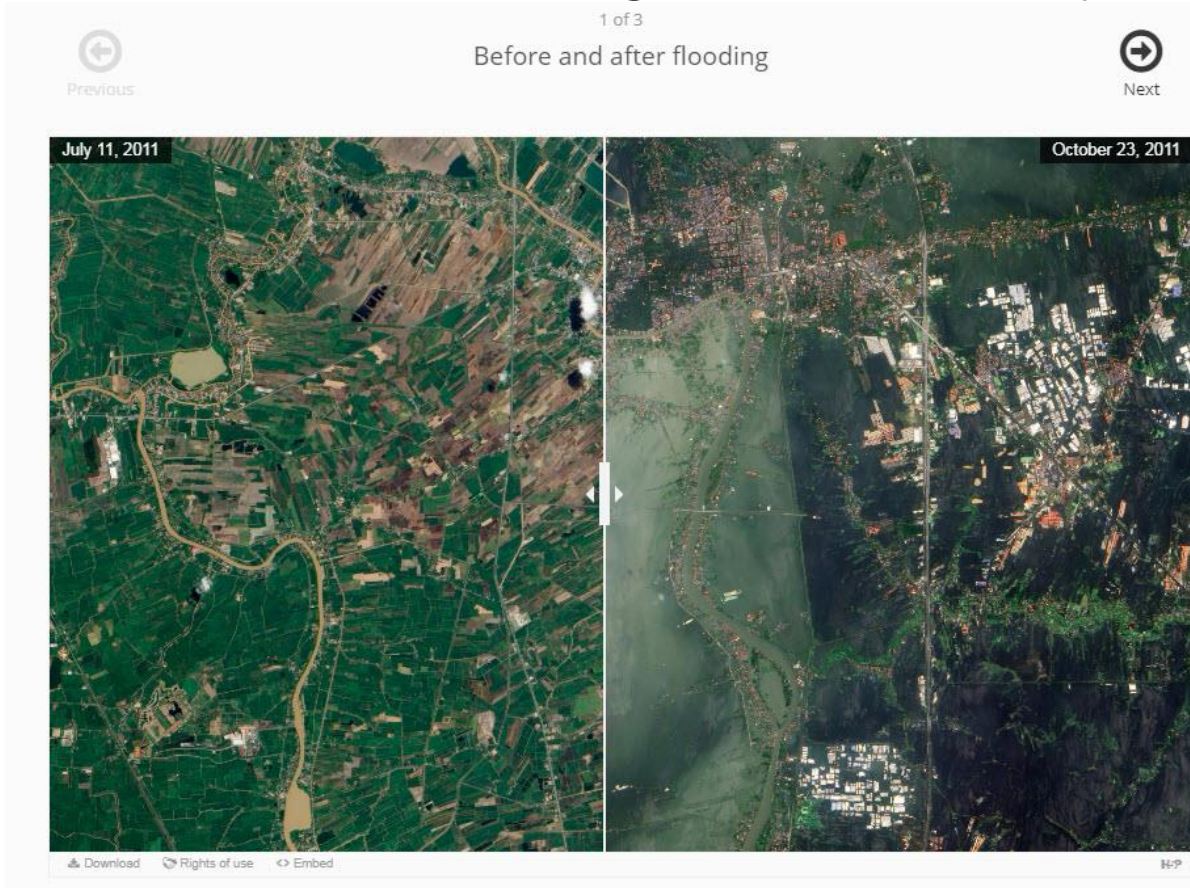 1 of 3
Before and after flooding
Previous
Next
July 11, 2011
October 23, 2011
Download
Rights of use
<> Embed
H-P